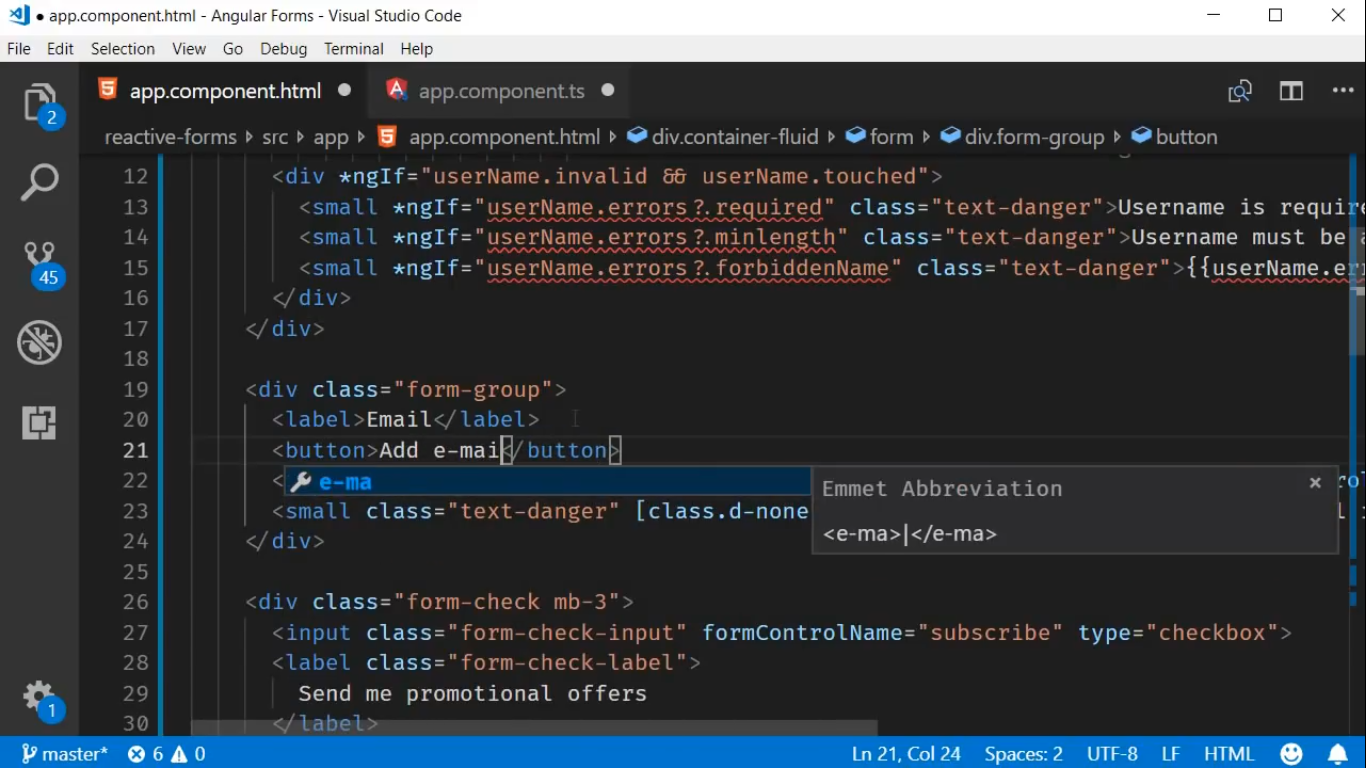 ● app.component.html - Angular Forms - Visual Studio Code
File Edit Selection View Go Debug Terminal Help
2
app.component.html ● app.component.ts ●
reactive-forms › src › app › app.component.html › div.container-fluid › form › div.form-group › button
12 <div *ngIf="userName.invalid && userName.touched">
13 <small *ngIf="userName.errors?.required" class="text-danger">Username is require
14 <small *ngIf="userName.errors?.minlength" class="text-danger">Username must be a
15 <small *ngIf="userName.errors?.forbiddenName" class="text-danger">{{userName.err
45
16 </div>
17 </div>
18
19 <div class="form-group">
20 <label>Email</label>
21 <button>Add e-mai</button>
22 <
e-ma
Emmet Abbreviation ×
<e-ma>|</e-ma>
23 <small class="text-danger" [class.d-none
24 </div>
25
26 <div class="form-check mb-3">
27 <input class="form-check-input" formControlName="subscribe" type="checkbox">
28 <label class="form-check-label">
29 Send me promotional offers
30 </label>
1
master* 6 0 Ln 21, Col 24 Spaces: 2 UTF-8 LF HTML